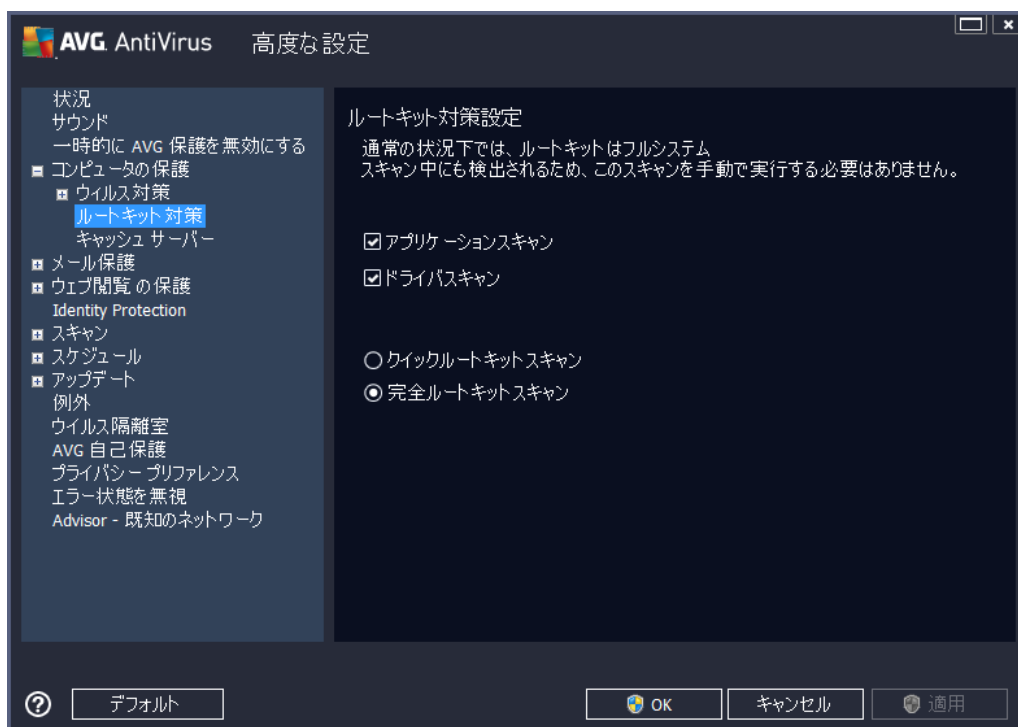 AVG. AntiVirus 高度な設定
状況
サウンド
一時的に AVG 保護を無効にする
コンピュータの保護
ウィルス対策
ルートキット対策
キャッシュ サーバー
メール保護
ウェブ閲覧 の保護
Identity Protection
スキャン
スケジュール
アップデート
例外
ウイルス隔離室
AVG 自己保護
プライバシー プリファレンス
エラー状態を無視
Advisor - 既知のネットワーク
ルートキット対策設定
通常の状況下では、ルートキットはフルシステム
スキャン中にも検出されるため、このスキャンを手動で実行する必要はありません。
アプリケーションスキャン
ドライバスキャン
クイックルートキットスキャン
完全ルートキットスキャン
? デフォルト OK キャンセル 適用